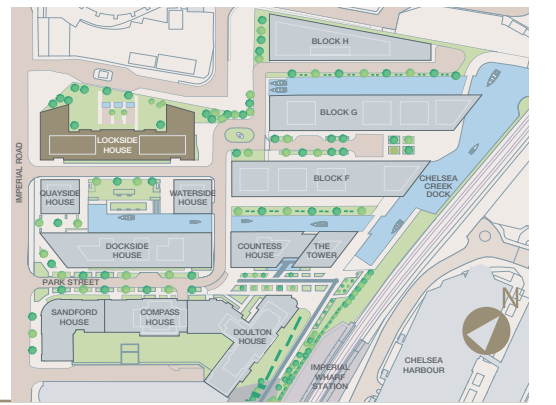 BLOCK H
BLOCK G
LOCKSIDE
HOUSE
IMPERIAL ROAD
BLOCK F
CHELSEA
CREEK
DOCK
QUAYSIDE
HOUSE
WATERSIDE
HOUSE
DOCKSIDE
HOUSE
COUNTESS
HOUSE
THE
TOWER
PARK STREET
SANDFORD
HOUSE
COMPASS
HOUSE
DOULTON
HOUSE
IMPERIAL
WHARF
STATION
CHELSEA
HARBOUR
N